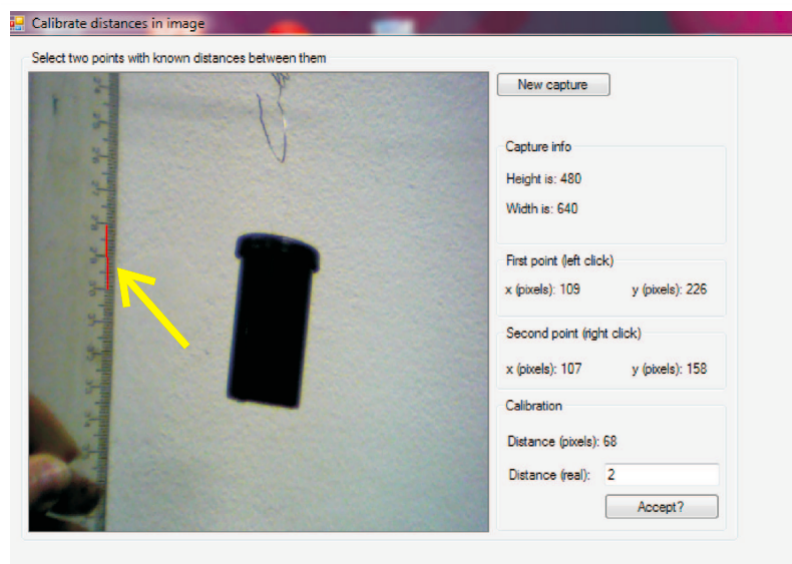 Calibrate distances in image
Select two points with known distances between them
New capture
Capture info
Height is: 480
Width is: 640
First point (left click)
x (pixels): 109 y (pixels): 226
Second point (right click)
x (pixels): 107 y (pixels): 158
Calibration
Distance (pixels): 68
Distance (real): 2
Accept?